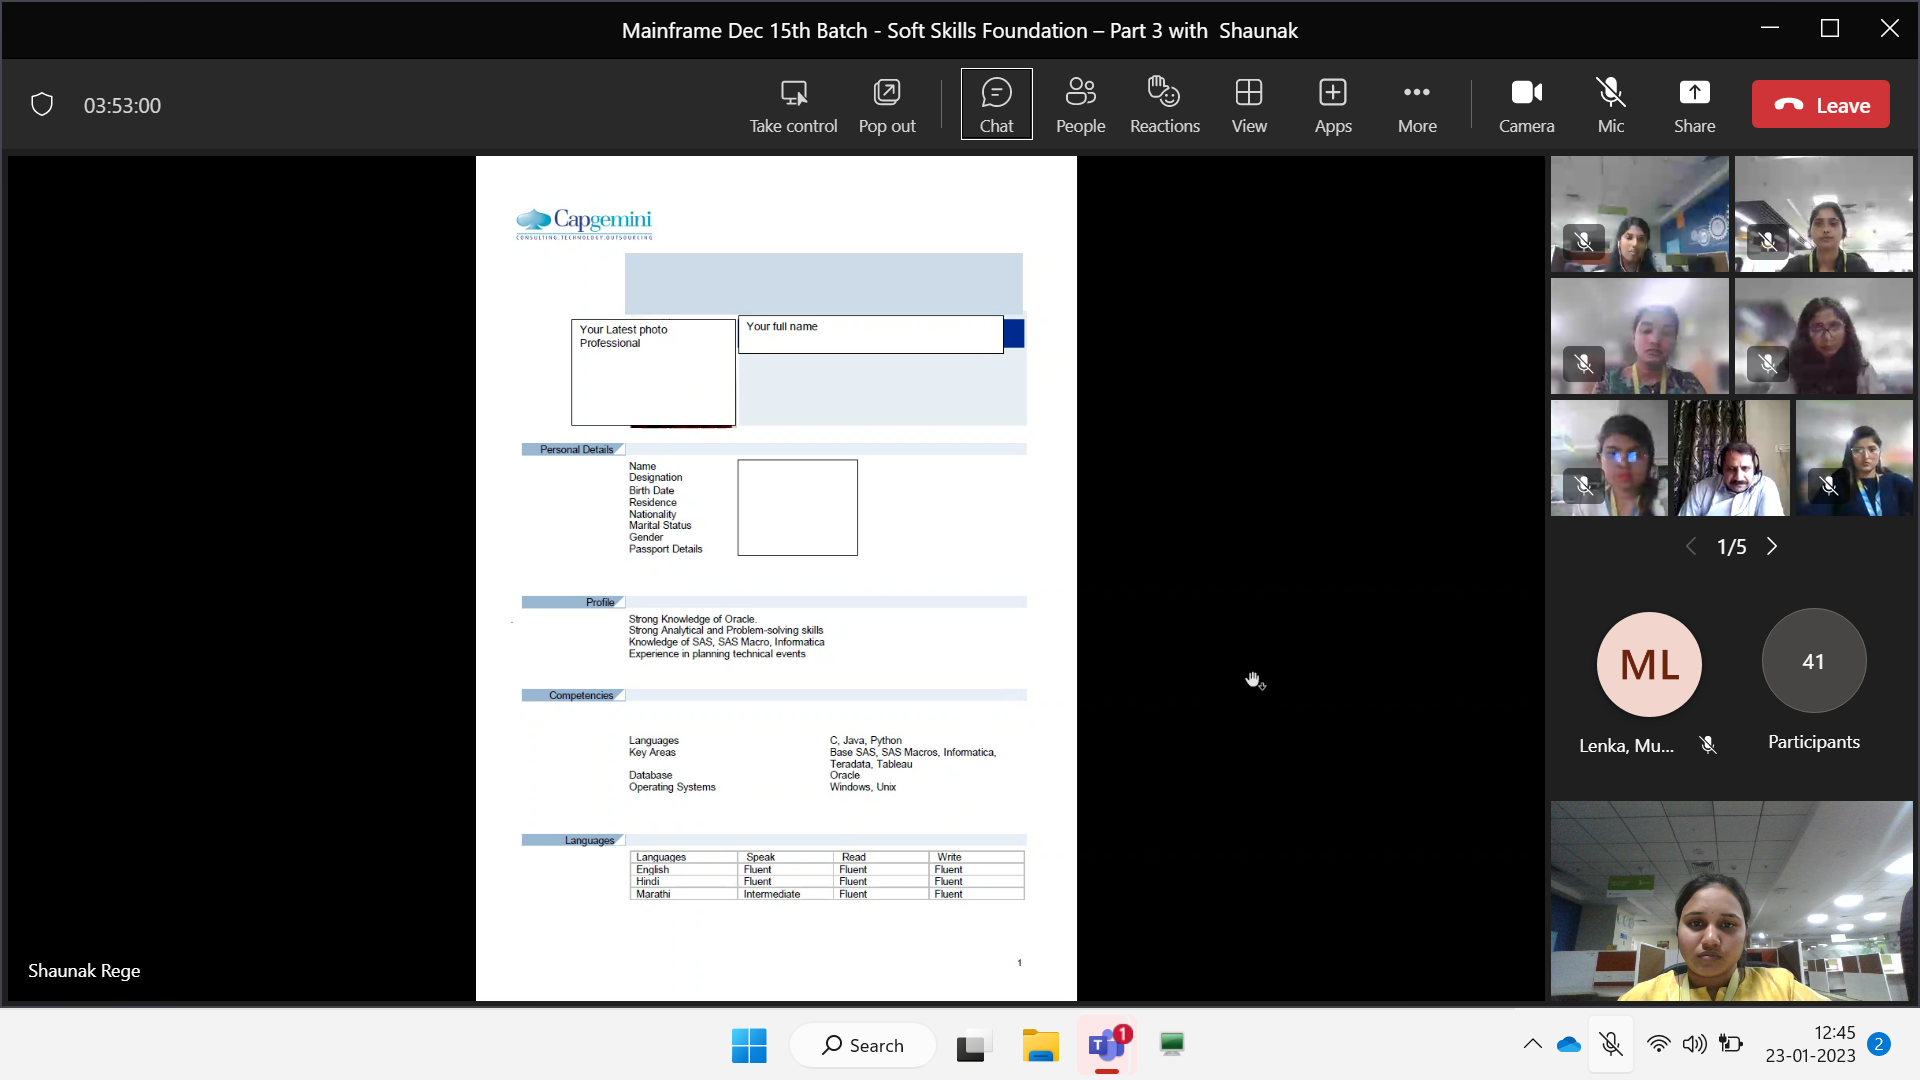 Mainframe Dec 15th Batch - Soft Skills Foundation – Part 3 with  Shaunak
03:53:00
Take control
Pop out
Chat
People
Reactions
View
Apps
More
Camera
Mic
Share
Leave
Capgemini
CONSULTING.TECHNOLOGY.OUTSOURCING
Your Latest photo
Professional
Your full name
Personal Details
Name
Designation
Birth Date
Residence
Nationality
Marital Status
Gender
Passport Details
Profile
Strong Knowledge of Oracle.
Strong Analytical and Problem-solving skills
Knowledge of SAS, SAS Macro, Informatica
Experience in planning technical events
Competencies
Languages C, Java, Python
Key Areas Base SAS, SAS Macros, Informatica,
Teradata, Tableau
Database Oracle
Operating Systems Windows, Unix
Languages
Languages Speak Read Write
English Fluent Fluent Fluent
Hindi Fluent Fluent Fluent
Marathi Intermediate Fluent Fluent
1
Shaunak Rege
1/5
ML
41
Lenka, Mu...
Participants
Search
T
1
12:45
23-01-2023
2